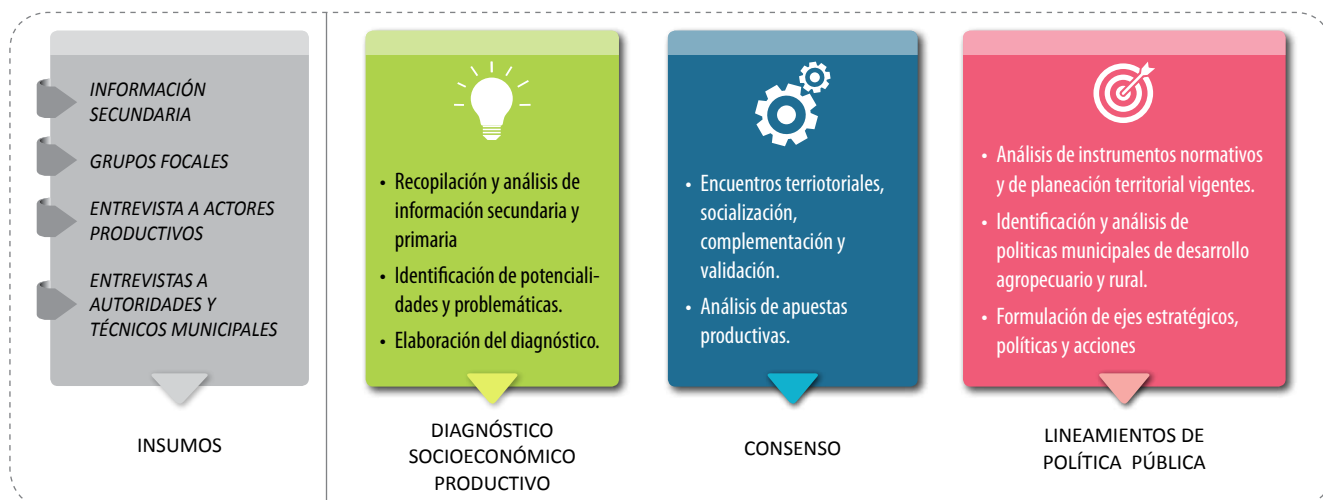 INFORMACIÓN
SECUNDARIA
GRUPOS FOCALES
ENTREVISTA A ACTORES
PRODUCTIVOS
ENTREVISTAS A
AUTORIDADES Y
TÉCNICOS MUNICIPALES
INSUMOS
• Recopilación y análisis de
información secundaria y
primaria
• Identificación de potenciali-
dades y problemáticas.
• Elaboración del diagnóstico.
DIAGNÓSTICO
SOCIOECONÓMICO
PRODUCTIVO
• Encuentros terriotoriales,
socialización,
complementación y
validación.
• Análisis de apuestas
productivas.
CONSENSO
• Análisis de instrumentos normativos
y de planeación territorial vigentes.
• Identificación y análisis de
politicas municipales de desarrollo
agropecuario y rural.
• Formulación de ejes estratégicos,
políticas y acciones
LINEAMIENTOS DE
POLÍTICA PÚBLICA